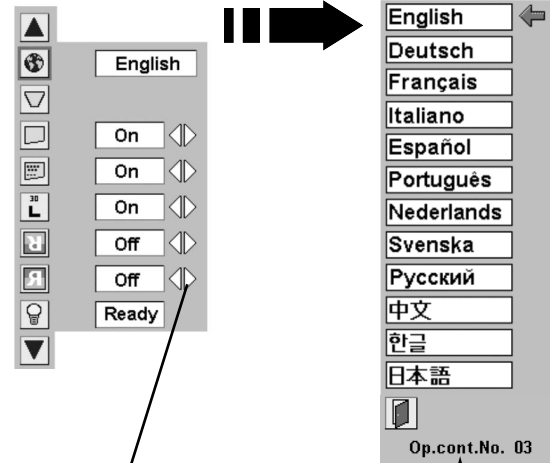 English
On
On
30
L
On
R
Off
Я
Off
Ready
English
Deutsch
Français
Italiano
Español
Português
Nederlands
Svenska
Русский
中文
한글
日本語
Op.cont.No. 03